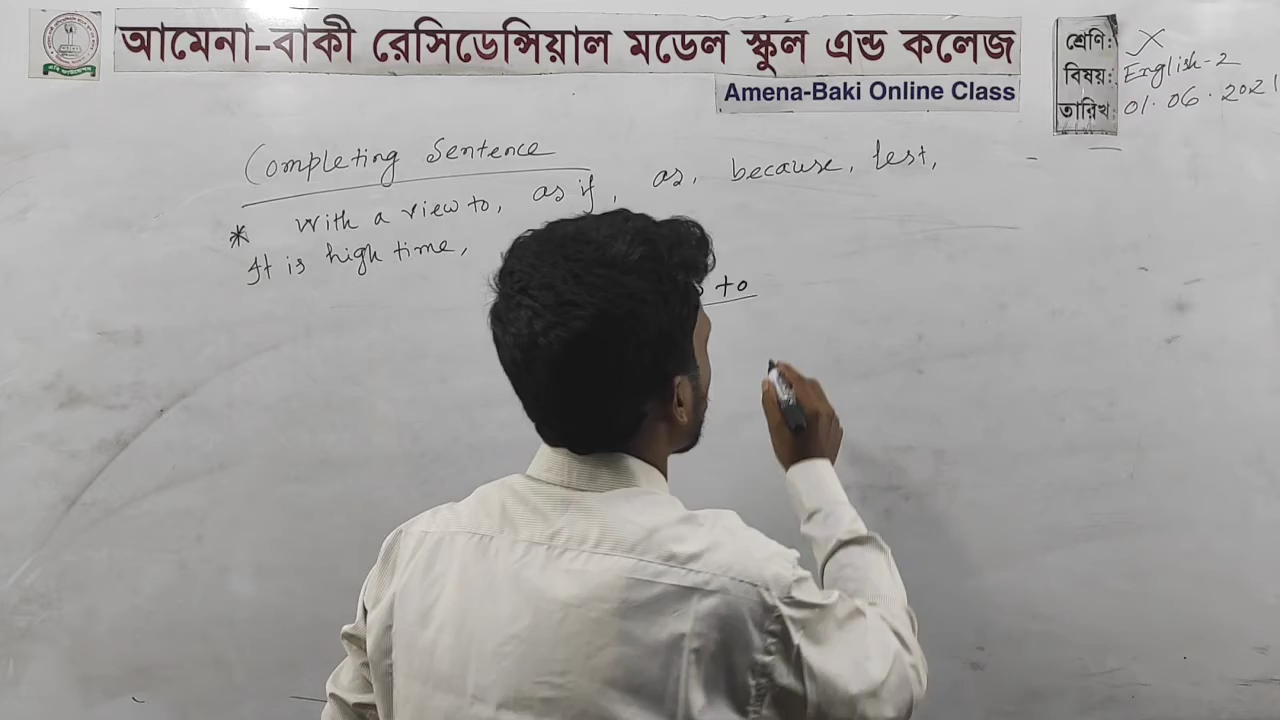 আমেনা-বাকী রেসিডেন্সিয়াল মডেল স্কুল এন্ড কলেজ
Amena-Baki Online Class
শ্রেণি: X
বিষয়: English-2
তারিখ: 01.06.2021
Completing Sentence
* With a view to, as if, as, because, lest,
It is high time,
to